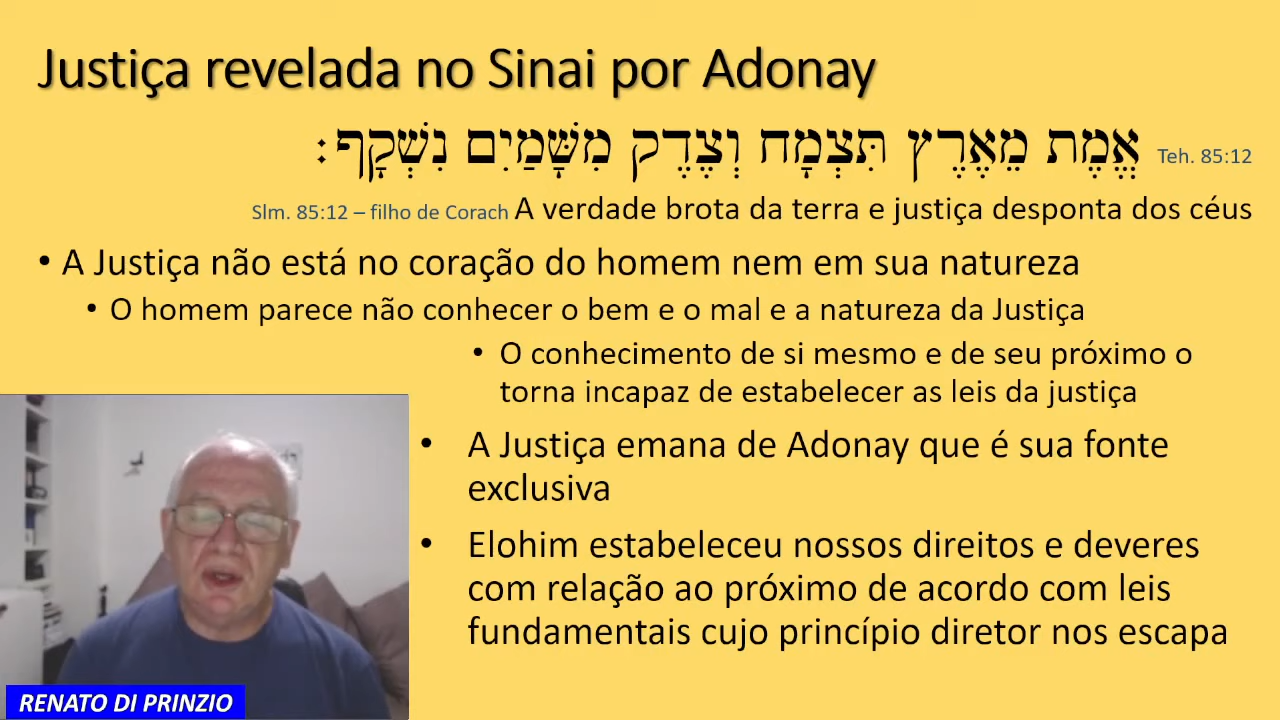 Justiça revelada no Sinai por Adonay
אֱמֶת מֵאֶרֶץ תִּצְמָח וְצֶדֶק מִשָּׁמַיִם נִשְׁקָף׃ Teh. 85:12
Slm. 85:12 – filho de Corach A verdade brota da terra e justiça desponta dos céus
• A Justiça não está no coração do homem nem em sua natureza
• O homem parece não conhecer o bem e o mal e a natureza da Justiça
• O conhecimento de si mesmo e de seu próximo o
torna incapaz de estabelecer as leis da justiça
• A Justiça emana de Adonay que é sua fonte
exclusiva
• Elohim estabeleceu nossos direitos e deveres
com relação ao próximo de acordo com leis
fundamentais cujo princípio diretor nos escapa
RENATO DI PRINZIO